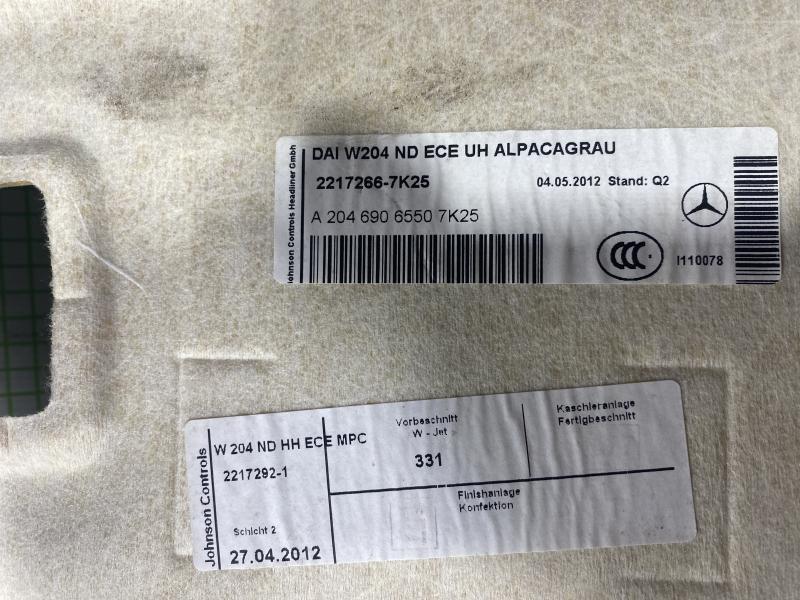 Johnson Controls Headliner Gmbh
DAI W204 ND ECE UH ALPACAGRAU
2217266-7K25
04.05.2012 Stand: Q2
A 204 690 6550 7K25
CCC
I110078
Johnson Controls
W 204 ND HH ECE MPC
2217292-1
Schicht 2
27.04.2012
Vorbeschnitt
W - Jet
331
Kaschieranlage
Fertigbeschnitt
Finishanlage
Konfektion